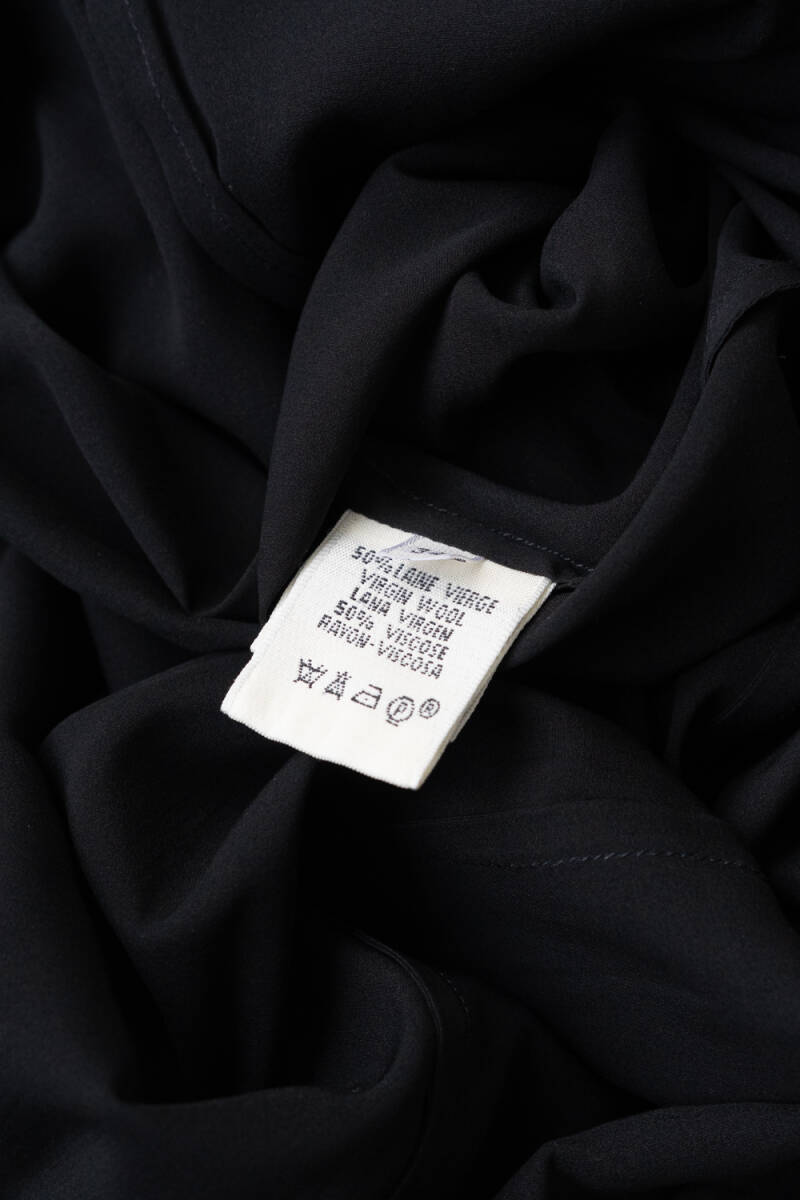 50% LAINE VIERGE
VIRGIN WOOL
LANA VIRGEN
50% VISCOSE
RAYON-VISCOSA
P ®